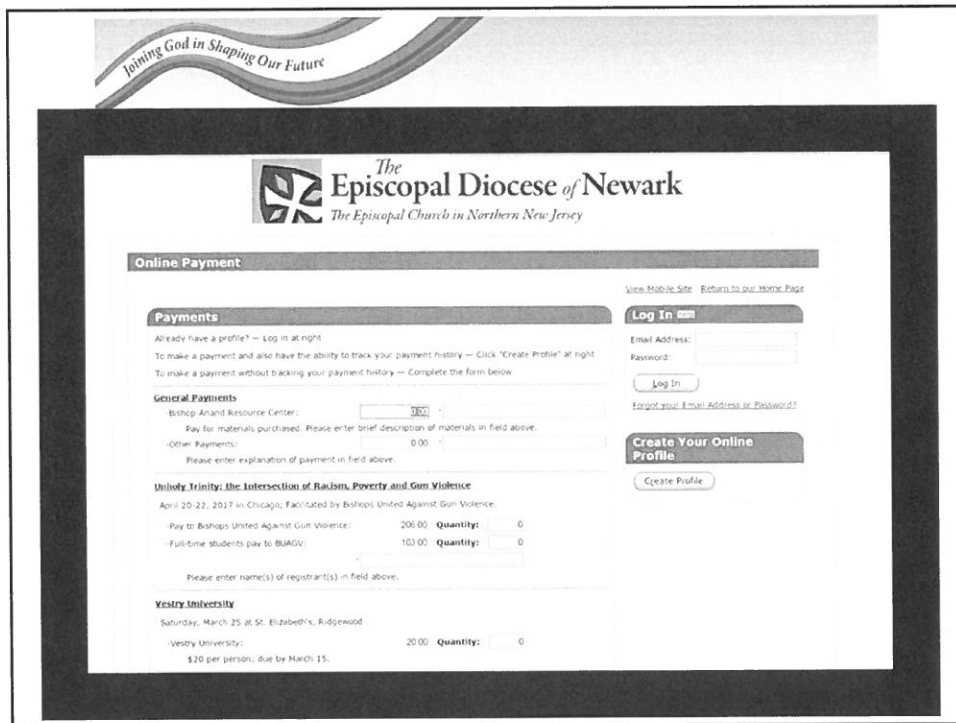 Joining God in Shaping Our Future
The
Episcopal Diocese of Newark
The Episcopal Church in Northern New Jersey
Online Payment
View Mobile Site Return to our Home Page
Payments
Already have a profile? — Log in at right
To make a payment and also have the ability to track your payment history — Click "Create Profile" at right
To make a payment without tracking your payment history — Complete the form below
General Payments
-Bishop Anand Resource Center: 0.00
Pay for materials purchased. Please enter brief description of materials in field above.
-Other Payments: 0.00
Please enter explanation of payment in field above.
Unholy Trinity: the Intersection of Racism, Poverty and Gun Violence
April 20-22, 2017 in Chicago; Facilitated by Bishops United Against Gun Violence.
-Pay to Bishops United Against Gun Violence: 206.00 Quantity: 0
-Full-time students pay to BUAGV: 103.00 Quantity: 0
Please enter name(s) of registrant(s) in field above.
Vestry University
Saturday, March 25 at St. Elizabeth's, Ridgewood
-Vestry University: 20.00 Quantity: 0
$20 per person; due by March 15.
Log In
Email Address:
Password:
Log In
Forgot your Email Address or Password?
Create Your Online
Profile
Create Profile